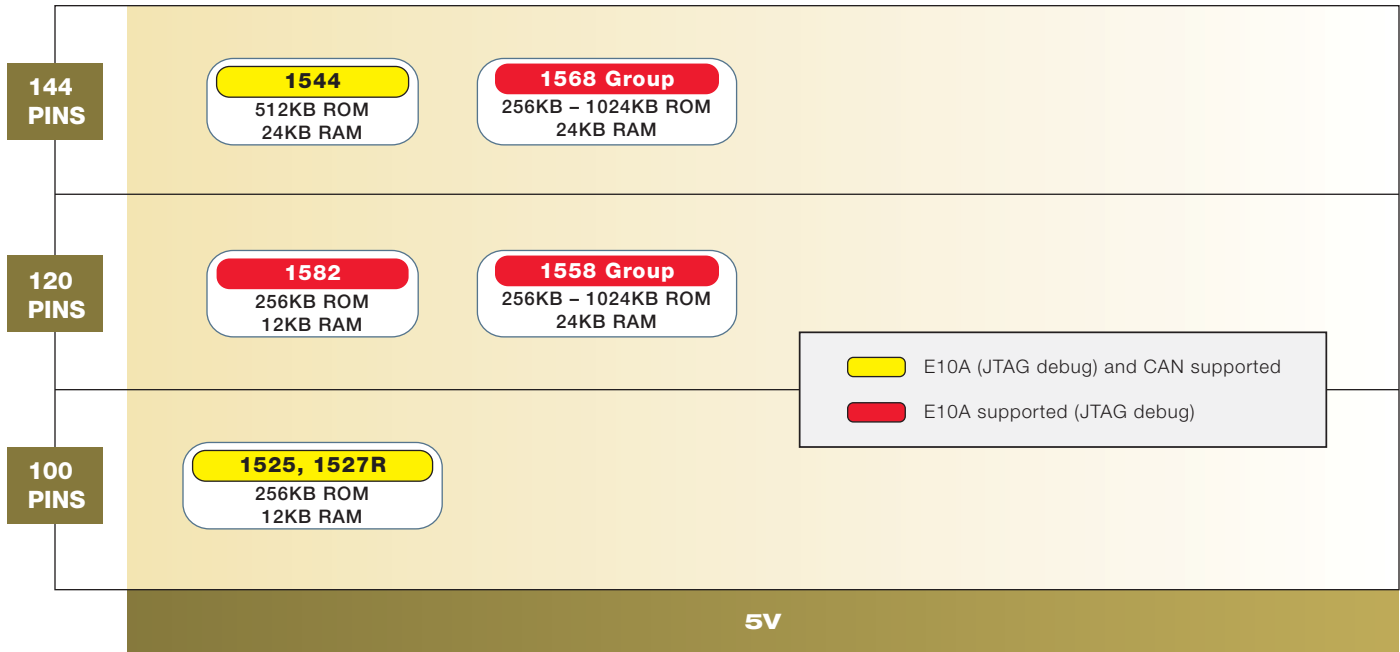 144
PINS
1544
512KB ROM
24KB RAM
1568 Group
256KB – 1024KB ROM
24KB RAM
120
PINS
1582
256KB ROM
12KB RAM
1558 Group
256KB – 1024KB ROM
24KB RAM
E10A (JTAG debug) and CAN supported
E10A supported (JTAG debug)
100
PINS
1525, 1527R
256KB ROM
12KB RAM
5V